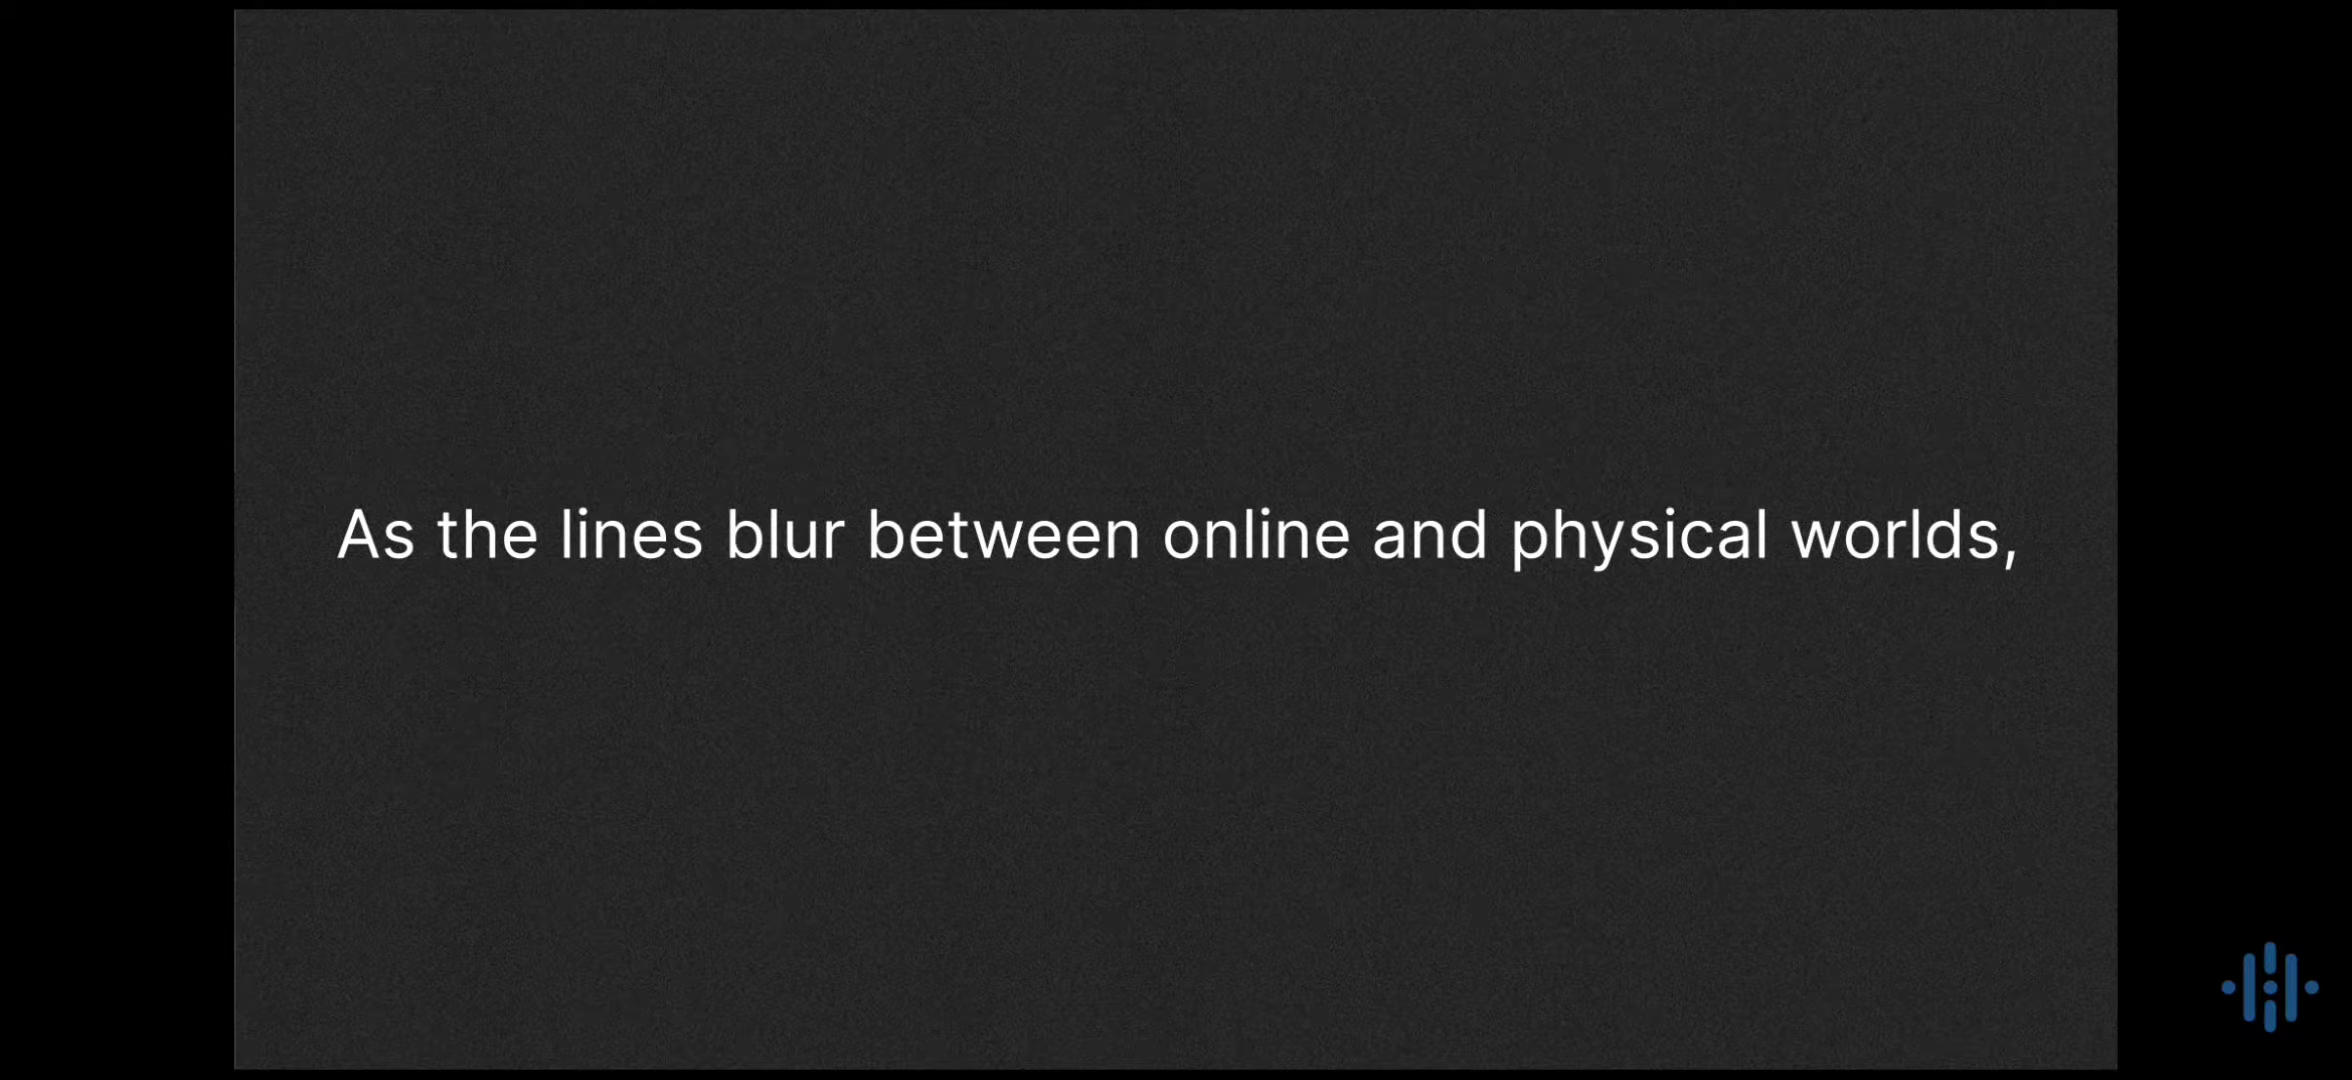 As the lines blur between online and physical worlds,